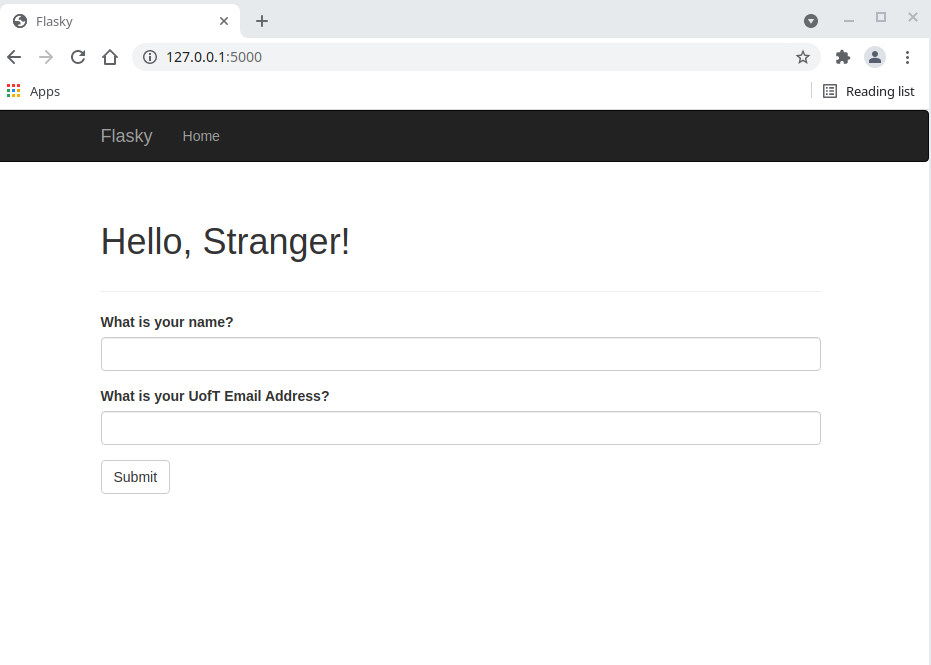 Flasky
127.0.0.1:5000
Apps
Reading list
Flasky Home
Hello, Stranger!
What is your name?
What is your UofT Email Address?
Submit